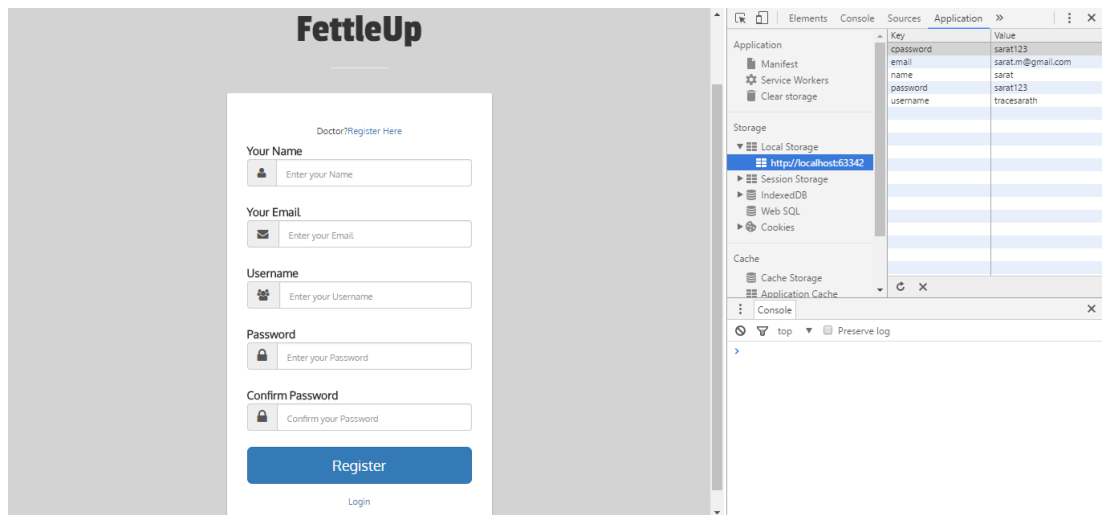 FettleUp
Doctor?Register Here
Your Name
Enter your Name
Your Email
Enter your Email
Username
Enter your Username
Password
Enter your Password
Confirm Password
Confirm your Password
Register
Login
Elements Console Sources Application »
Application
Manifest
Service Workers
Clear storage
Storage
Local Storage
http://localhost:63342
Session Storage
IndexedDB
Web SQL
Cookies
Cache
Cache Storage
Application Cache
Key Value
cpassword sarat123
email sarat.m@gmail.com
name sarat
password sarat123
username tracesarath
Console
top Preserve log